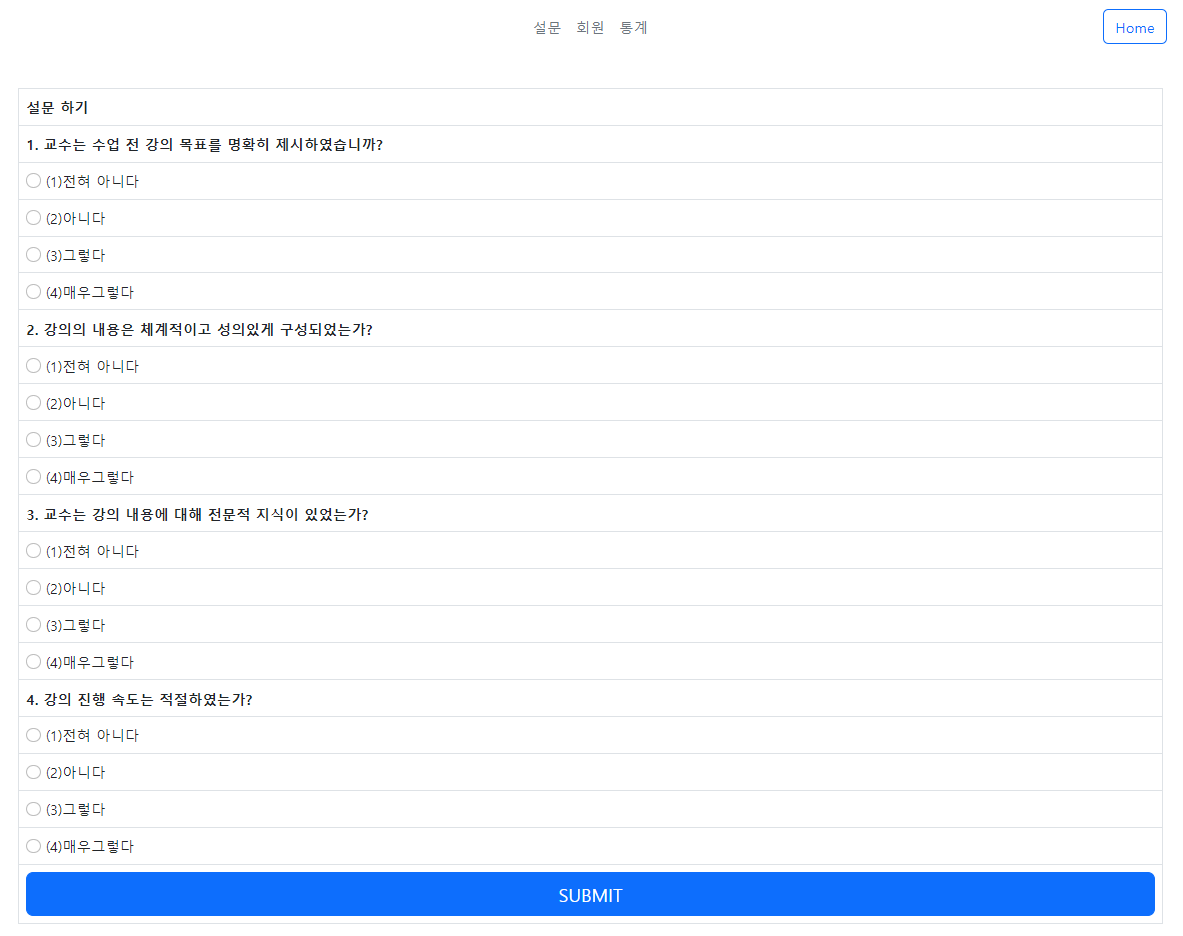 설문 회원 통계 Home
설문 하기
1. 교수는 수업 전 강의 목표를 명확히 제시하였습니까?
(1)전혀 아니다
(2)아니다
(3)그렇다
(4)매우그렇다
2. 강의의 내용은 체계적이고 성의있게 구성되었는가?
(1)전혀 아니다
(2)아니다
(3)그렇다
(4)매우그렇다
3. 교수는 강의 내용에 대해 전문적 지식이 있었는가?
(1)전혀 아니다
(2)아니다
(3)그렇다
(4)매우그렇다
4. 강의 진행 속도는 적절하였는가?
(1)전혀 아니다
(2)아니다
(3)그렇다
(4)매우그렇다
SUBMIT